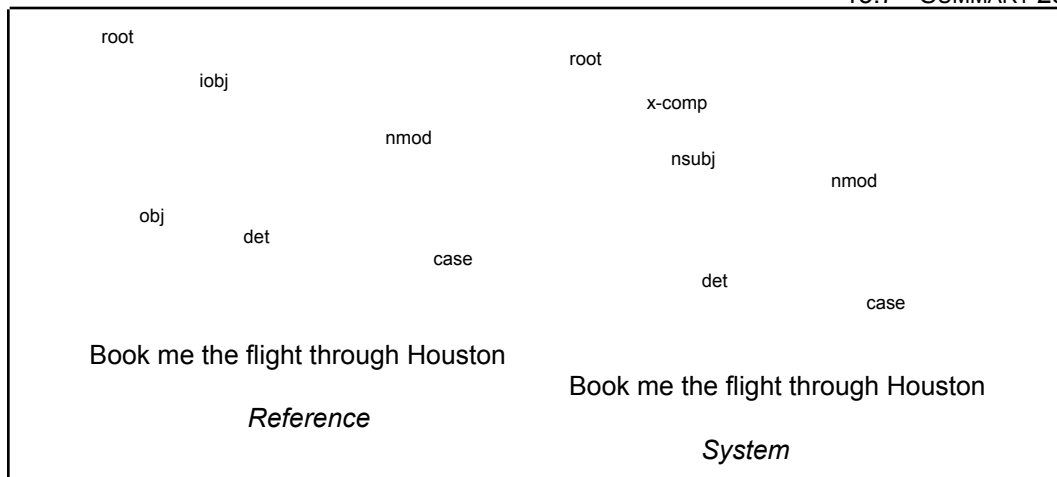 root
iobj
nmod
obj
det
case
Book me the flight through Houston
Reference
root
x-comp
nsubj
nmod
det
case
Book me the flight through Houston
System